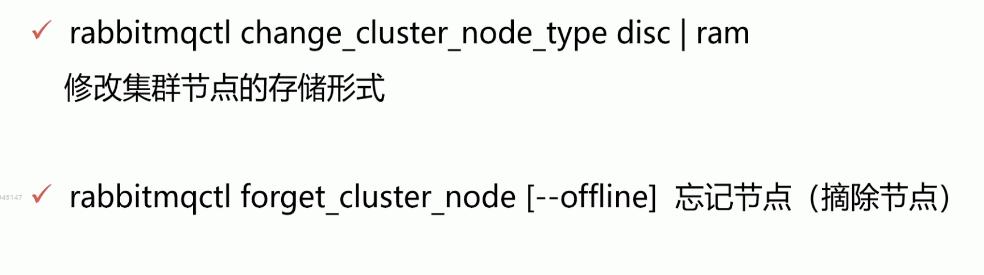 ✓ rabbitmqctl change_cluster_node_type disc | ram
修改集群节点的存储形式
✓ rabbitmqctl forget_cluster_node [--offline] 忘记节点（摘除节点）